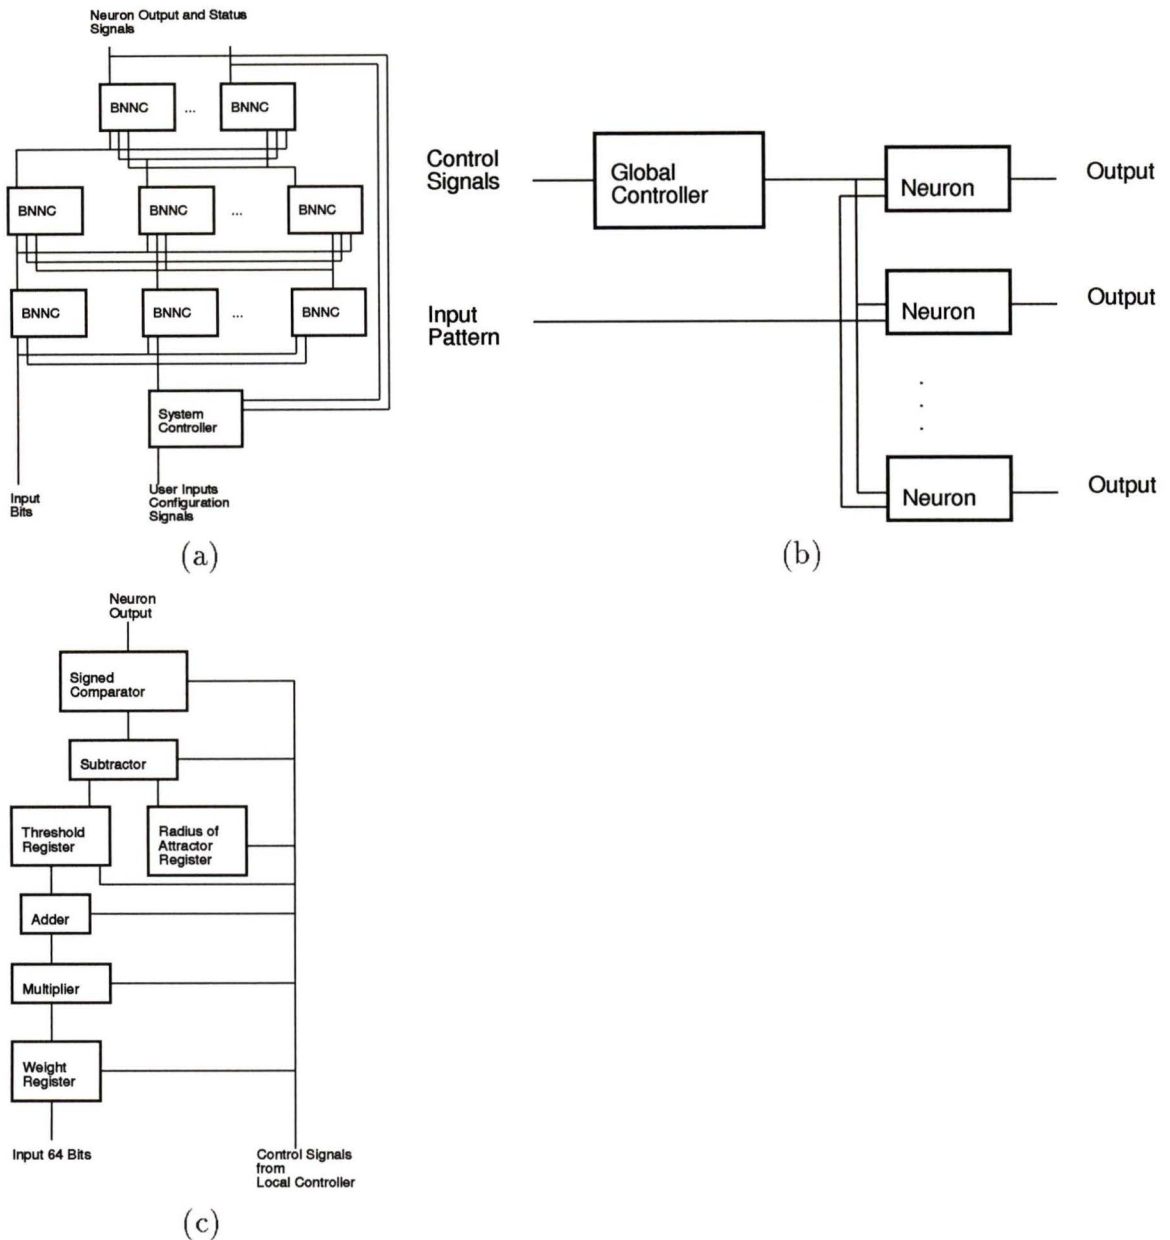 Neuron Output and Status
Signals
BNNC
...
BNNC
BNNC
BNNC
...
BNNC
BNNC
BNNC
...
BNNC
System
Controller
Input
Bits
User Inputs
Configuration
Signals
(a)
Control
Signals
Global
Controller
Neuron
Output
Input
Pattern
Neuron
Output
. . .
Neuron
Output
(b)
Neuron
Output
Signed
Comparator
Subtractor
Threshold
Register
Radius of
Attractor
Register
Adder
Multiplier
Weight
Register
Input 64 Bits
Control Signals
from
Local Controller
(c)